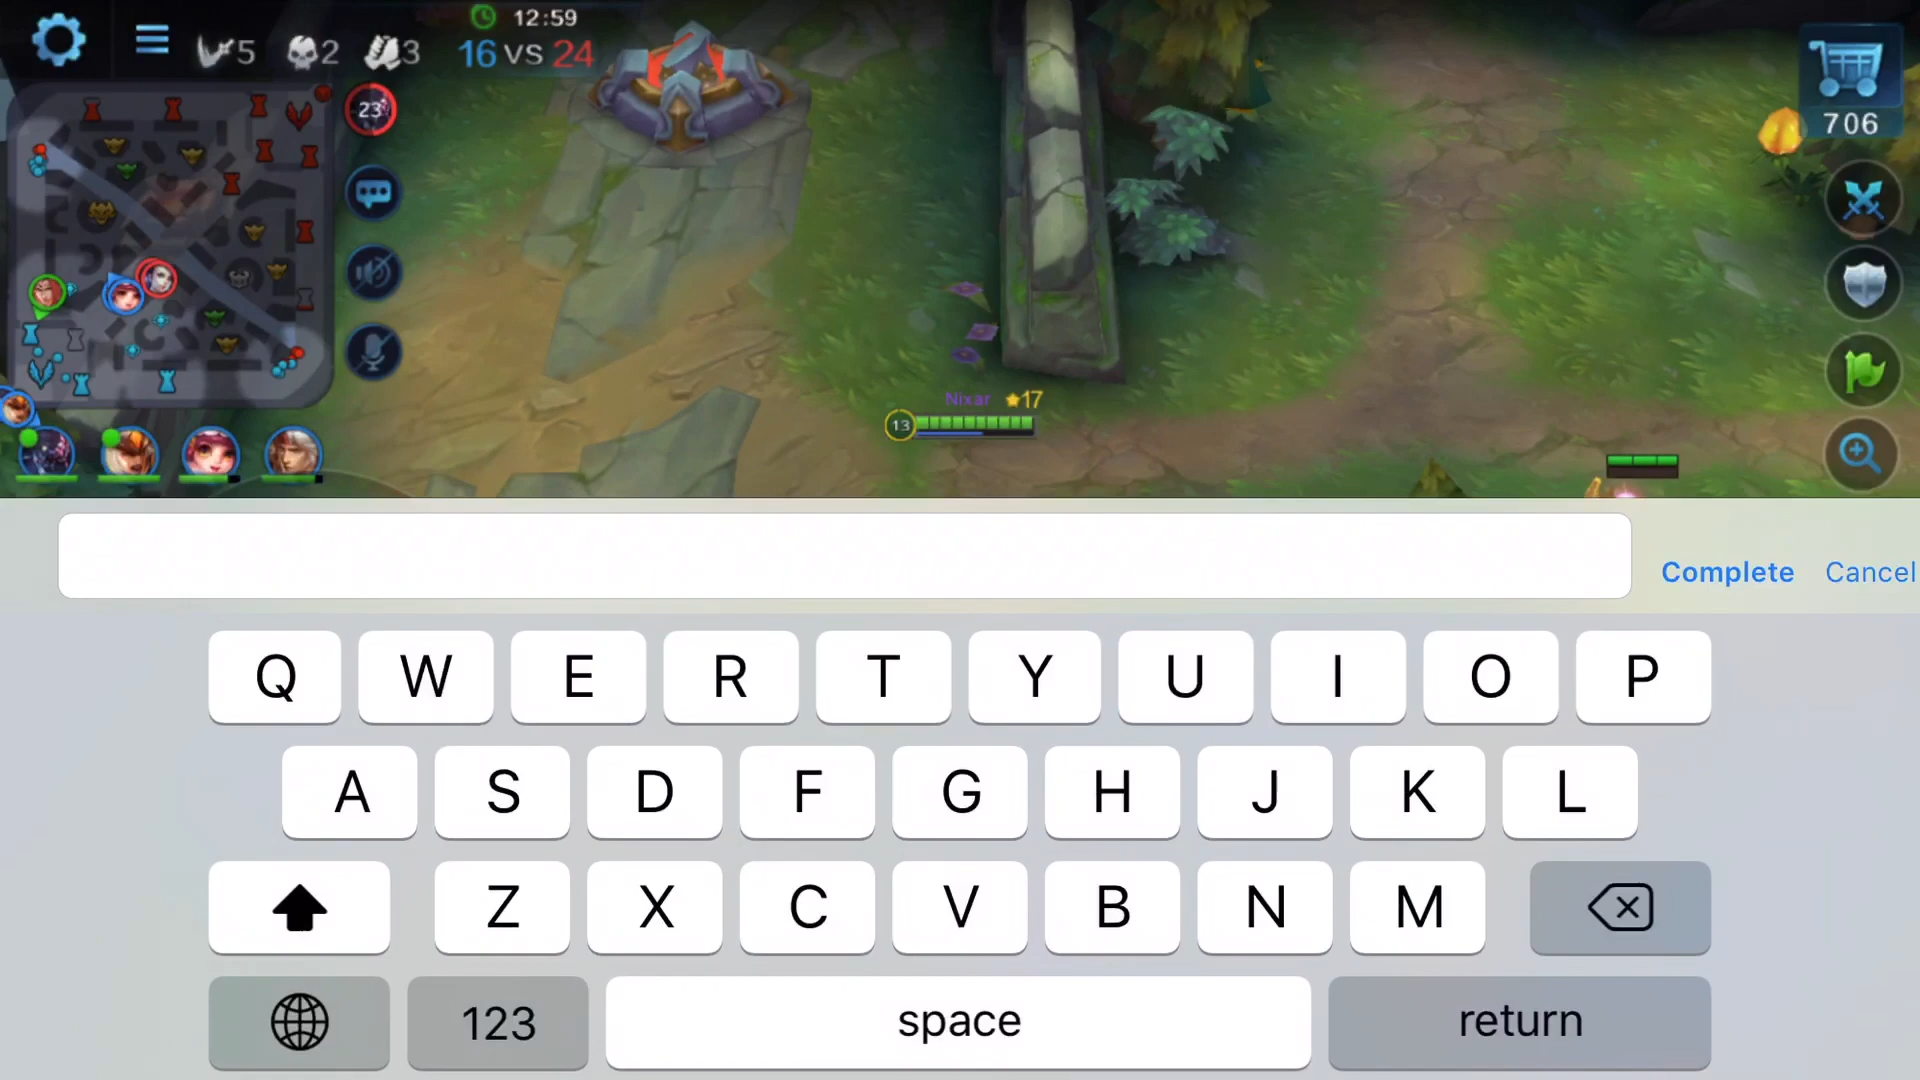 12:59
5 2 3 16 VS 24
23
706
Nixar 17
13
Complete Cancel
Q W E R T Y U I O P
A S D F G H J K L
Z X C V B N M
123 space return